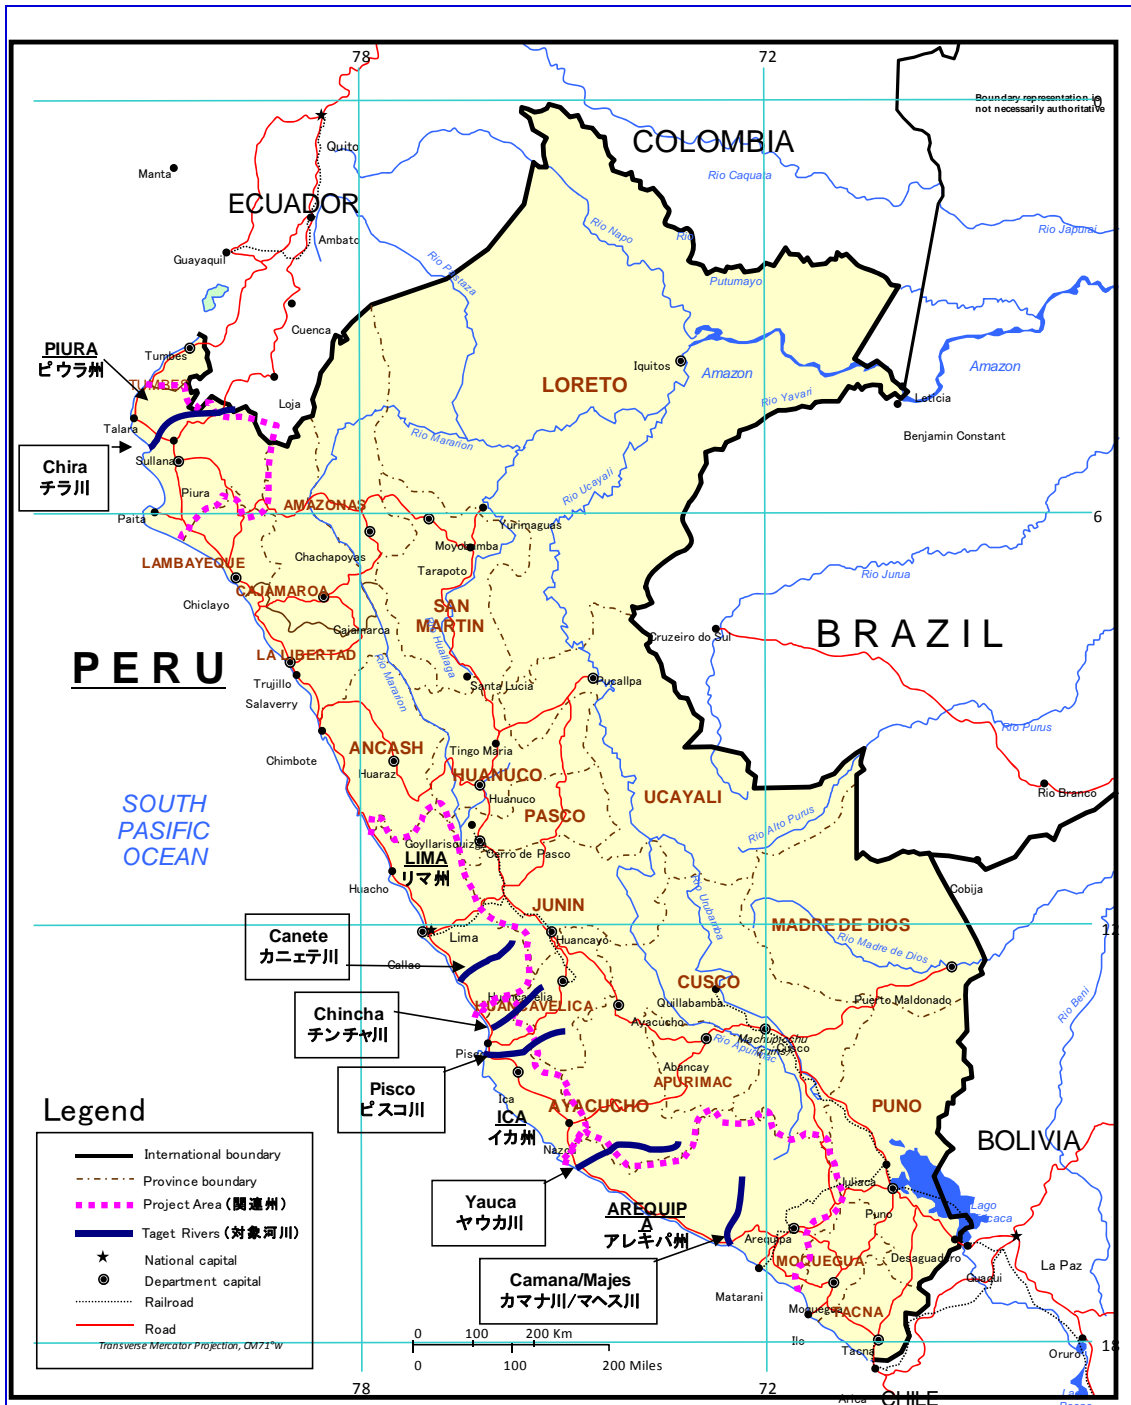 78
72
Boundary representation is
not necessarily authoritative
0
Quito
COLOMBIA
Rio Caquata
Manta
ECUADOR
Ambato
Rio Napo
Rio
Rio Japurai
Guayaquil
Rio Pastaza
Putumayo
Cuenca
PIURA
ピウラ州
Tumbes
Iquitos
Amazon
Amazon
TUMBES
LORETO
Rio Yavari
Loja
Leticia
Talara
Rio Mararion
Benjamin Constant
Chira
チラ川
Sullana
Piura
Rio Ucayali
AMAZONAS
Paita
Yurimaguas
6
Chachapoyas
Moyobamba
LAMBAYEQUE
Tarapoto
Rio Jurua
CAJAMAROA
Chiclayo
SAN
MARTIN
Cajamarca
Rio Huallaga
Cruzeiro do Sul
BRAZIL
PERU
LA LIBERTAD
Rio Mararion
Trujillo
Santa Lucia
Pucallpa
Salaverry
Rio Purus
ANCASH
Tingo Maria
Chimbote
Huaraz
HUANUCO
Huanuco
UCAYALI
Rio Branco
SOUTH
PASIFIC
OCEAN
PASCO
Rio Alto Purus
Goyllarisquizga
Cerro de Pasco
LIMA
リマ州
Huacho
Cobija
JUNIN
Rio Urubamba
MADRE DE DIOS
12
Canete
カニェテ川
Lima
Huancayo
Rio Madre de Dios
Callao
CUSCO
Huancavelia
HUANCAVELICA
Quillabamba
Puerto Maldonado
Rio Beni
Chincha
チンチャ川
Ayacucho
Machupicchu
Cusco
Rio Apurimac
Pisco
Abancay
APURIMAC
Pisco
ピスコ川
Ica
AYACUCHO
PUNO
ICA
イカ州
BOLIVIA
Nazca
Legend
International boundary
Province boundary
Project Area (関連州)
Taget Rivers (対象河川)
National capital
Department capital
Railroad
Road
Transverse Mercator Projection, CM71°W
Yauca
ヤウカ川
Juliaca
AREQUIP
A
アレキパ州
Puno
Lago
Arequipa
Desaguadero
MOQUEGUA
Guaqui
La Paz
Camana/Majes
カマナ川/マヘス川
Matarani
Moquegua
TACNA
0 100 200 Km
0 100 200 Miles
Ilo
Tacna
Oruro
18
78
72
Arica
CHILE